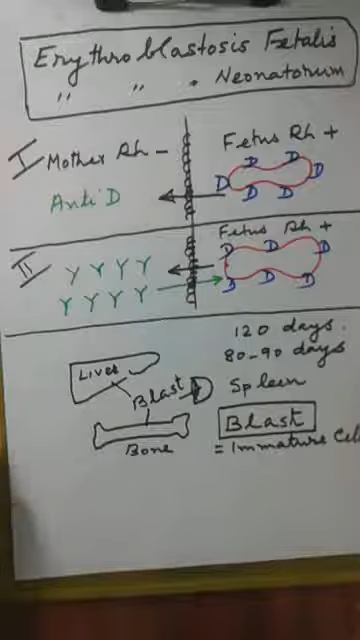 Erythroblastosis Fetalis
" " . Neonatorum
I Mother Rh - Fetus Rh +
Anti D
D D D D D D D
II Fetus Rh +
Y Y Y Y
Y Y Y Y
D D D D D D
120 days.
80-90 days
Liver
Blast Spleen
Bone
Blast
= Immature Cell